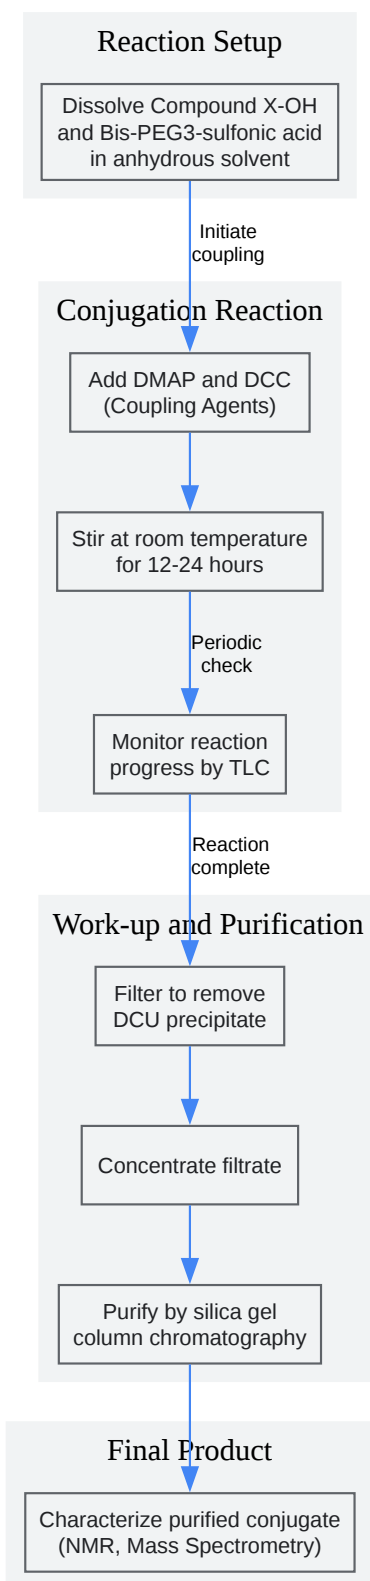 Reaction Setup
Dissolve Compound X-OH
and Bis-PEG3-sulfonic acid
in anhydrous solvent
Initiate
coupling
Conjugation Reaction
Add DMAP and DCC
(Coupling Agents)
Stir at room temperature
for 12-24 hours
Periodic
check
Monitor reaction
progress by TLC
Reaction
complete
Work-up and Purification
Filter to remove
DCU precipitate
Concentrate filtrate
Purify by silica gel
column chromatography
Final Product
Characterize purified conjugate
(NMR, Mass Spectrometry)